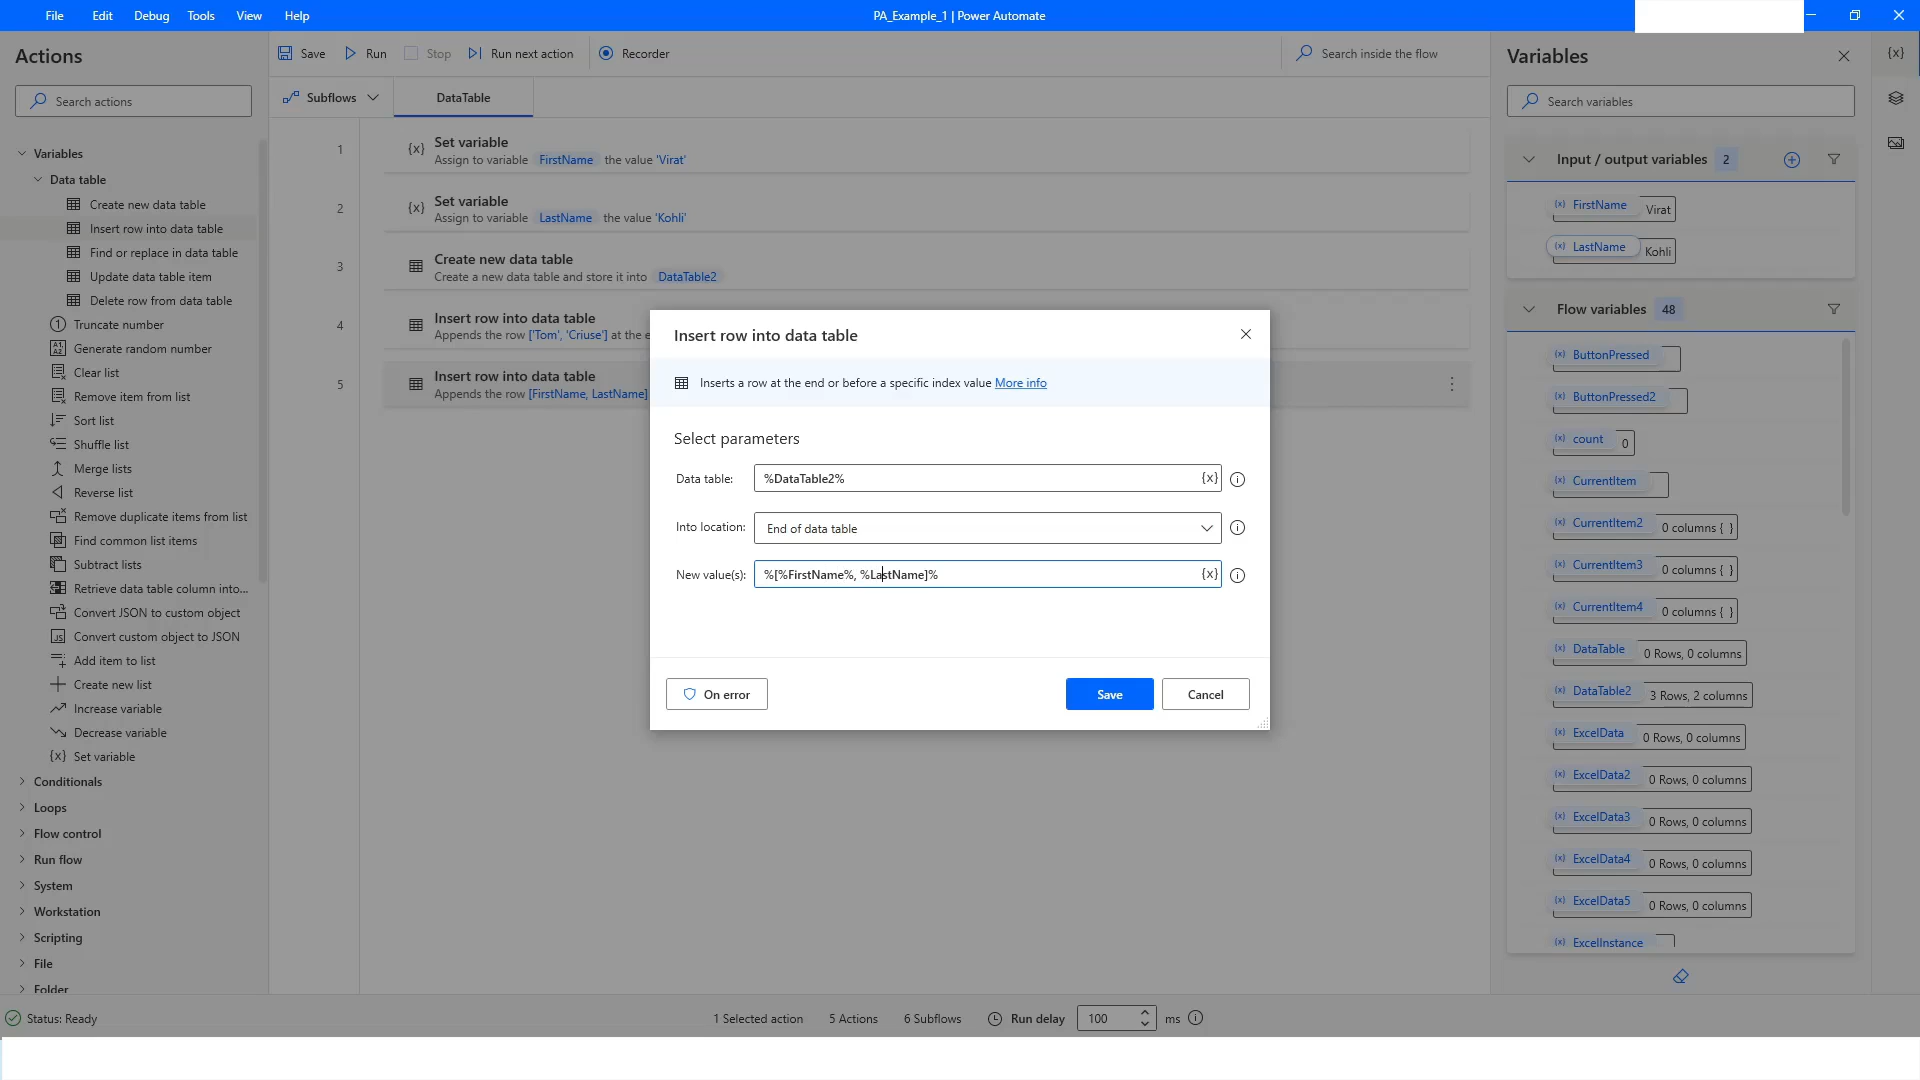 File Edit Debug Tools View Help
PA_Example_1 | Power Automate
Actions
Search actions
Variables
Data table
Create new data table
Insert row into data table
Find or replace in data table
Update data table item
Delete row from data table
Truncate number
Generate random number
Clear list
Remove item from list
Sort list
Shuffle list
Merge lists
Reverse list
Remove duplicate items from list
Find common list items
Subtract lists
Retrieve data table column into...
Convert JSON to custom object
Convert custom object to JSON
Add item to list
Create new list
Increase variable
Decrease variable
{x} Set variable
Conditionals
Loops
Flow control
Run flow
System
Workstation
Scripting
File
Folder
Save Run Stop Run next action Recorder
Search inside the flow
Subflows DataTable
1 {x} Set variable
Assign to variable FirstName the value 'Virat'
2 {x} Set variable
Assign to variable LastName the value 'Kohli'
3 Create new data table
Create a new data table and store it into DataTable2
4 Insert row into data table
Appends the row ['Tom', 'Criuse'] at the e
5 Insert row into data table
Appends the row [FirstName, LastName]
Insert row into data table
Inserts a row at the end or before a specific index value More info
Select parameters
Data table: %DataTable2% {x}
Into location: End of data table
New value(s): %[%FirstName%, %LastName]% {x}
On error Save Cancel
Variables {x}
Search variables
Input / output variables 2
(x) FirstName Virat
(x) LastName Kohli
Flow variables 48
(x) ButtonPressed
(x) ButtonPressed2
(x) count 0
(x) CurrentItem
(x) CurrentItem2 0 columns { }
(x) CurrentItem3 0 columns { }
(x) CurrentItem4 0 columns { }
(x) DataTable 0 Rows, 0 columns
(x) DataTable2 3 Rows, 2 columns
(x) ExcelData 0 Rows, 0 columns
(x) ExcelData2 0 Rows, 0 columns
(x) ExcelData3 0 Rows, 0 columns
(x) ExcelData4 0 Rows, 0 columns
(x) ExcelData5 0 Rows, 0 columns
(x) ExcelInstance
Status: Ready
1 Selected action 5 Actions 6 Subflows Run delay 100 ms